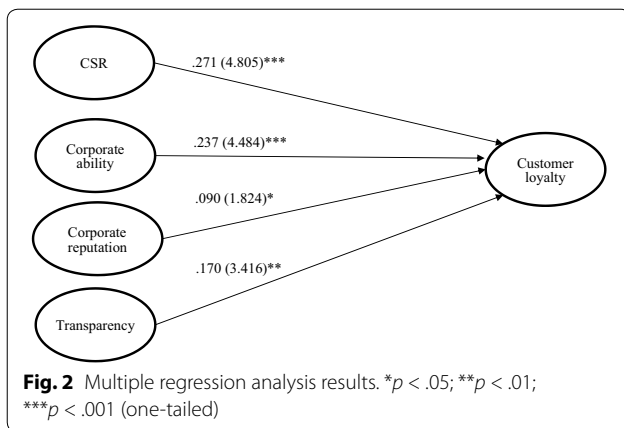 CSR
.271 (4.805)***
Corporate
ability
.237 (4.484)***
Customer
loyalty
.090 (1.824)*
Corporate
reputation
.170 (3.416)**
Transparency
Fig. 2 Multiple regression analysis results. *p < .05; **p < .01;
***p < .001 (one-tailed)